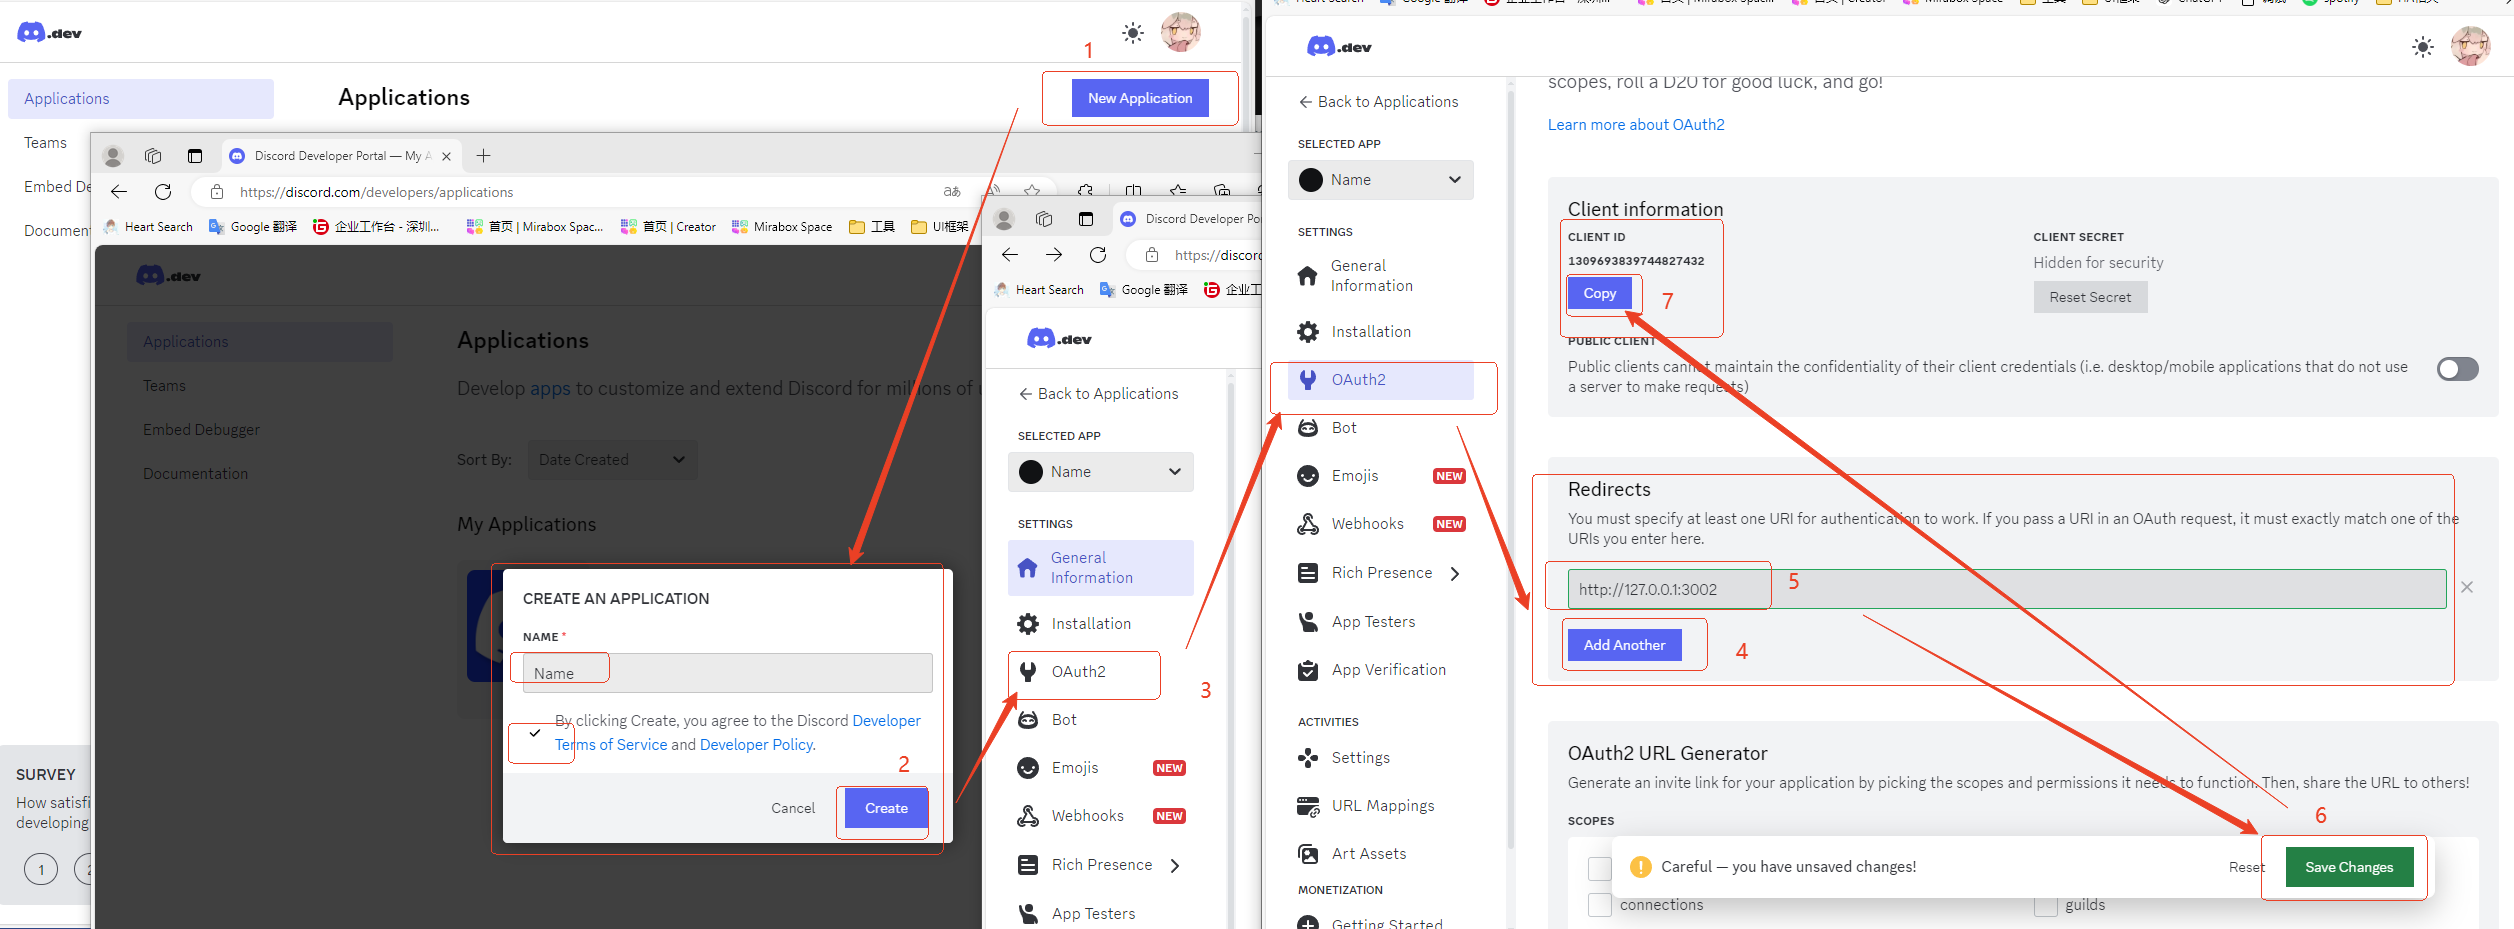 .dev
1
Applications
Applications
New Application
Teams
Embed De
Documen
SURVEY
How satisfi
developing
1
2
Discord Developer Portal — My A
https://discord.com/developers/applications
Heart Search
Google 翻译
企业工作台 - 深圳...
首页 | Mirabox Spac...
首页 | Creator
Mirabox Space
工具
UI框架
.dev
Applications
Teams
Embed Debugger
Documentation
Applications
Develop apps to customize and extend Discord for millions of u
Sort By:
Date Created
My Applications
CREATE AN APPLICATION
NAME *
Name
By clicking Create, you agree to the Discord Developer
Terms of Service and Developer Policy.
2
Cancel
Create
Discord Developer Po
https://discor
Heart Search
Google 翻译
企业工
.dev
Back to Applications
SELECTED APP
Name
SETTINGS
General
Information
Installation
OAuth2
3
Bot
Emojis
NEW
Webhooks
NEW
Rich Presence
App Testers
Heart Search
Google 翻译
Mirabox Space
ChatGPT
spotify
.dev
Back to Applications
SELECTED APP
Name
SETTINGS
General
Information
Installation
OAuth2
Bot
Emojis
NEW
Webhooks
NEW
Rich Presence
App Testers
App Verification
ACTIVITIES
Settings
URL Mappings
Art Assets
MONETIZATION
Getting Started
scopes, roll a D20 for good luck, and go!
Learn more about OAuth2
Client information
CLIENT ID
1309693839744827432
Copy
7
CLIENT SECRET
Hidden for security
Reset Secret
PUBLIC CLIENT
Public clients cannot maintain the confidentiality of their client credentials (i.e. desktop/mobile applications that do not use
a server to make requests)
Redirects
You must specify at least one URI for authentication to work. If you pass a URI in an OAuth request, it must exactly match one of the
URIs you enter here.
http://127.0.0.1:3002
5
Add Another
4
OAuth2 URL Generator
Generate an invite link for your application by picking the scopes and permissions it needs to function. Then, share the URL to others!
SCOPES
6
Careful — you have unsaved changes!
Reset
Save Changes
connections
guilds